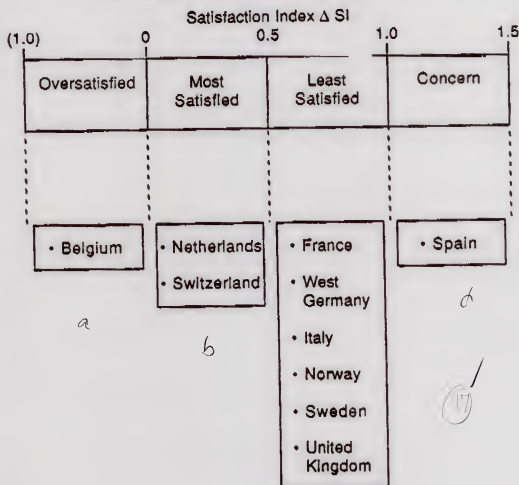 Satisfaction Index Δ SI
(1.0) 0 0.5 1.0 1.5
Oversatisfied
Most
Satisfied
Least
Satisfied
Concern
• Belgium
• Netherlands
• Switzerland
• France
• West
Germany
• Italy
• Norway
• Sweden
• United
Kingdom
• Spain
a
b
d
17